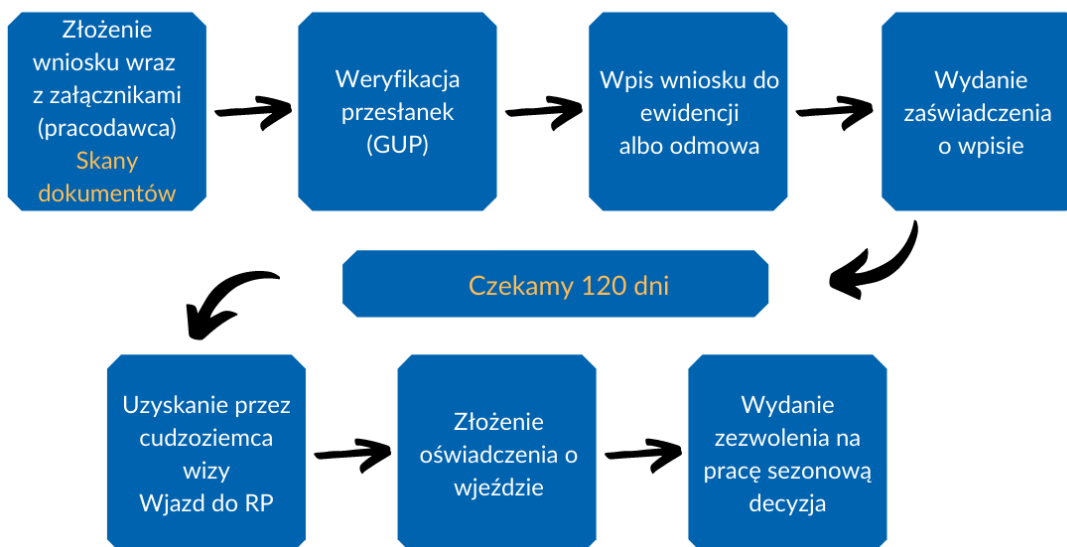 Złożenie
wniosku wraz
z załącznikami
(pracodawca)
Skany
dokumentów
Weryfikacja
przesłanek
(GUP)
Wpis wniosku do
ewidencji
albo odmowa
Wydanie
zaświadczenia
o wpisie
Czekamy 120 dni
Uzyskanie przez
cudzoziemca
wizy
Wjazd do RP
Złożenie
oświadczenia o
wjeździe
Wydanie
zezwolenia na
pracę sezonową
decyzja